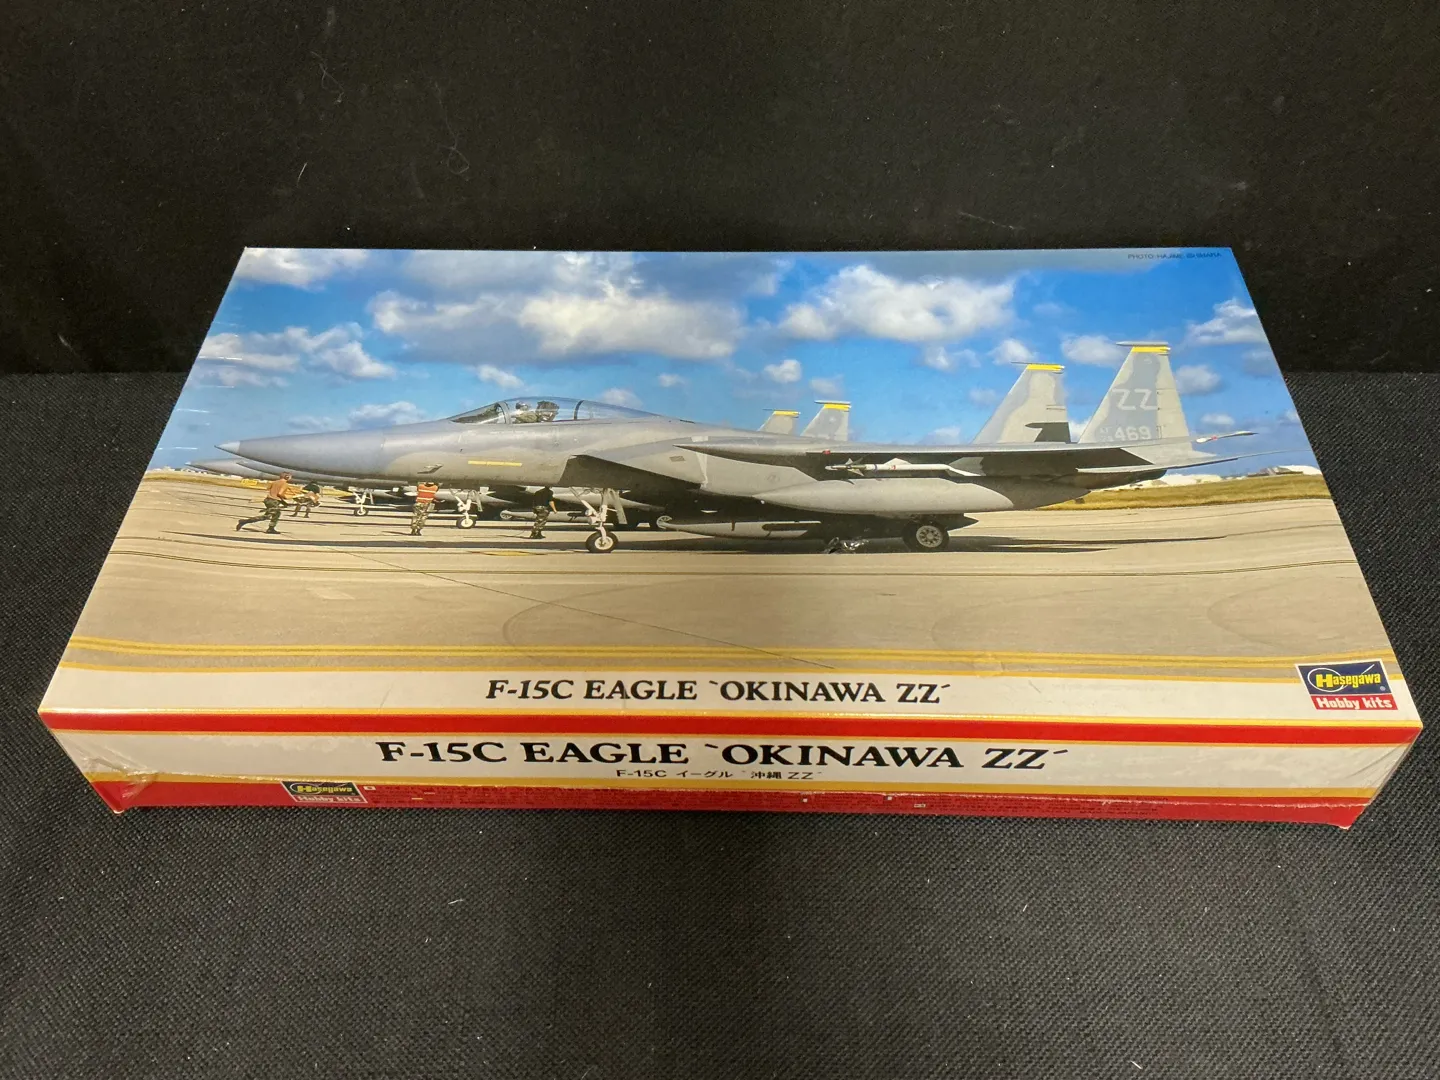 PHOTO: HAJIME ISHIHARA
ZZ
469
F-15C EAGLE `OKINAWA ZZ´
Hasegawa
Hobby kits
F-15C EAGLE `OKINAWA ZZ´
F-15C イーグル `沖縄 ZZ´
Hasegawa
Hobby kits